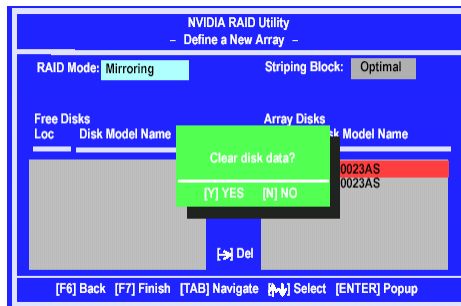 NVIDIA RAID Utility
– Define a New Array –
RAID Mode: Mirroring Striping Block: Optimal
Free Disks Array Disks
Loc Disk Model Name Model Name
Clear disk data?
[Y] YES [N] NO
0023AS
0023AS
[→] Del
[F6] Back [F7] Finish [TAB] Navigate [↑↓] Select [ENTER] Popup